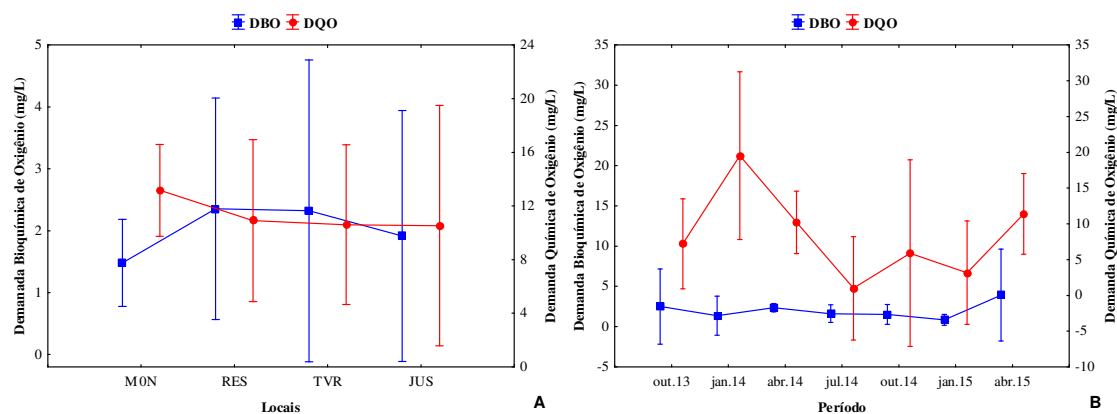 DBO DQO
Demanada Bioquímica de Oxigênio (mg/L)
5
4
3
2
1
0
24
20
16
12
8
4
0
Demanda Química de Oxigênio (mg/L)
M0N RES TVR JUS
Locais
A
DBO DQO
Demanada Bioquímica de Oxigênio (mg/L)
35
30
25
20
15
10
5
0
-5
35
30
25
20
15
10
5
0
-5
-10
Demanda Química de Oxigênio (mg/L)
out.13 jan.14 abr.14 jul.14 out.14 jan.15 abr.15
Período
B